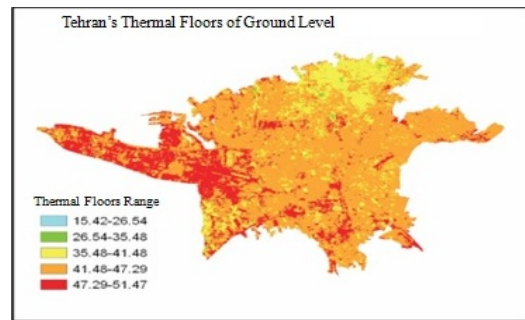 Tehran's Thermal Floors of Ground Level
Thermal Floors Range
15.42-26.54
26.54-35.48
35.48-41.48
41.48-47.29
47.29-51.47